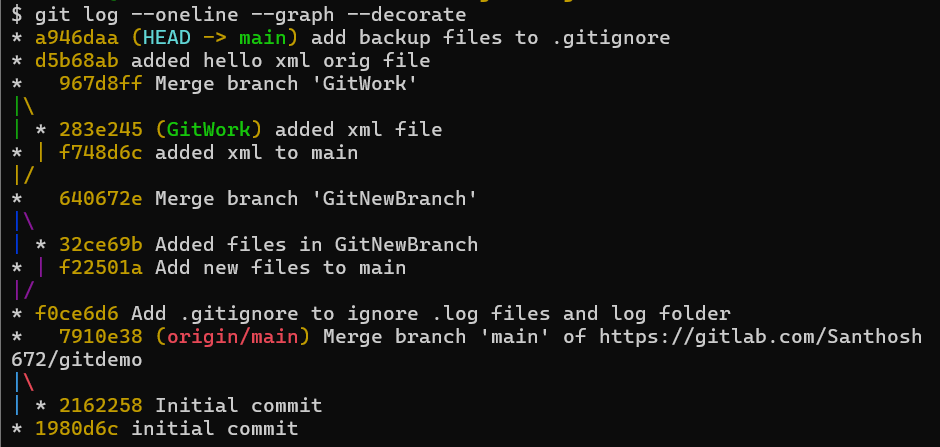 $ git log --oneline --graph --decorate
* a946daa (HEAD -> main) add backup files to .gitignore
* d5b68ab added hello xml orig file
*   967d8ff Merge branch 'GitWork'
|\
| * 283e245 (GitWork) added xml file
* | f748d6c added xml to main
|/
*   640672e Merge branch 'GitNewBranch'
|\
| * 32ce69b Added files in GitNewBranch
* | f22501a Add new files to main
|/
* f0ce6d6 Add .gitignore to ignore .log files and log folder
*   7910e38 (origin/main) Merge branch 'main' of https://gitlab.com/Santhosh
672/gitdemo
|\
| * 2162258 Initial commit
* 1980d6c initial commit